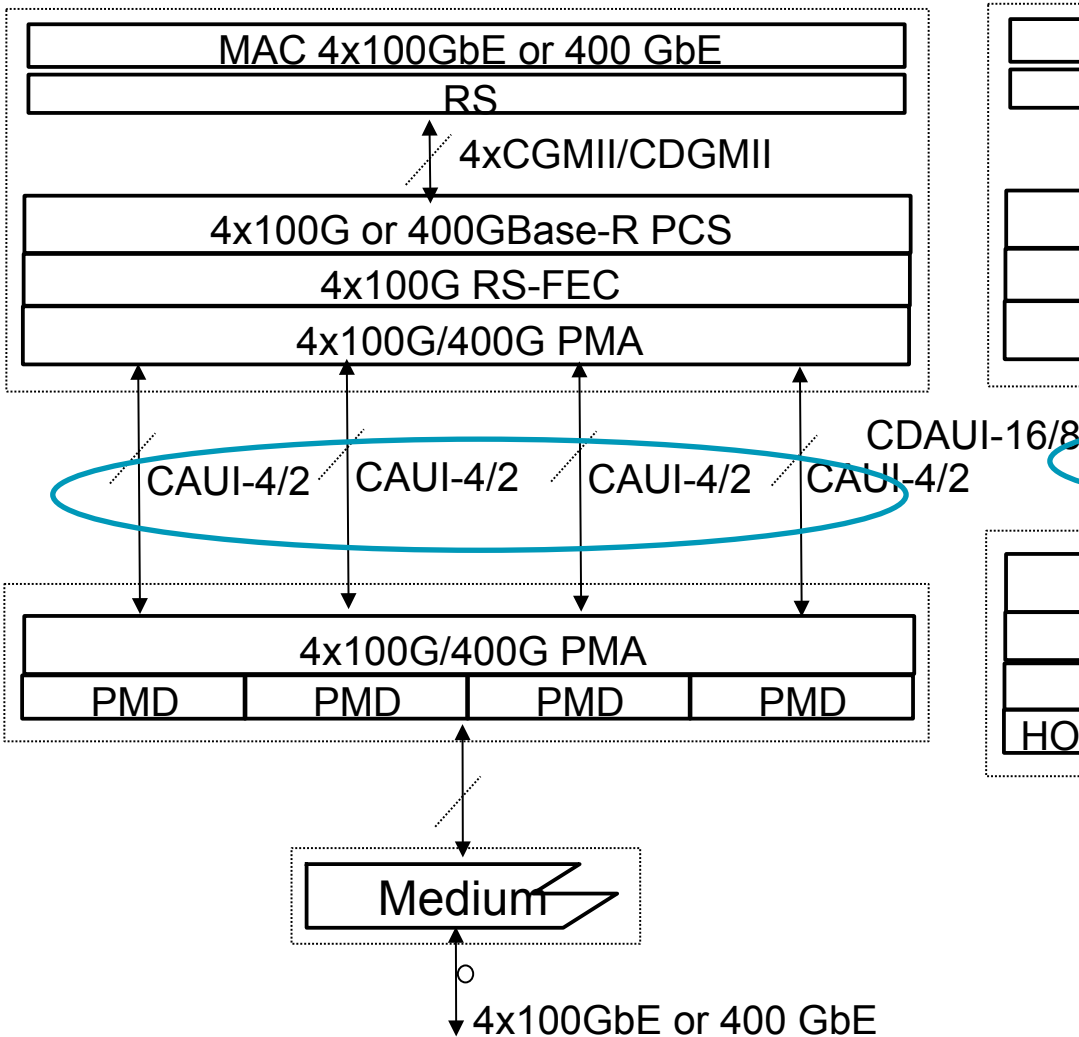 MAC 4x100GbE or 400 GbE
RS
4xCGMII/CDGMII
4x100G or 400GBase-R PCS
4x100G RS-FEC
4x100G/400G PMA
CDAUI-16/8
CAUI-4/2 CAUI-4/2 CAUI-4/2 CAUI-4/2
4x100G/400G PMA
PMD PMD PMD PMD
HO
Medium
4x100GbE or 400 GbE